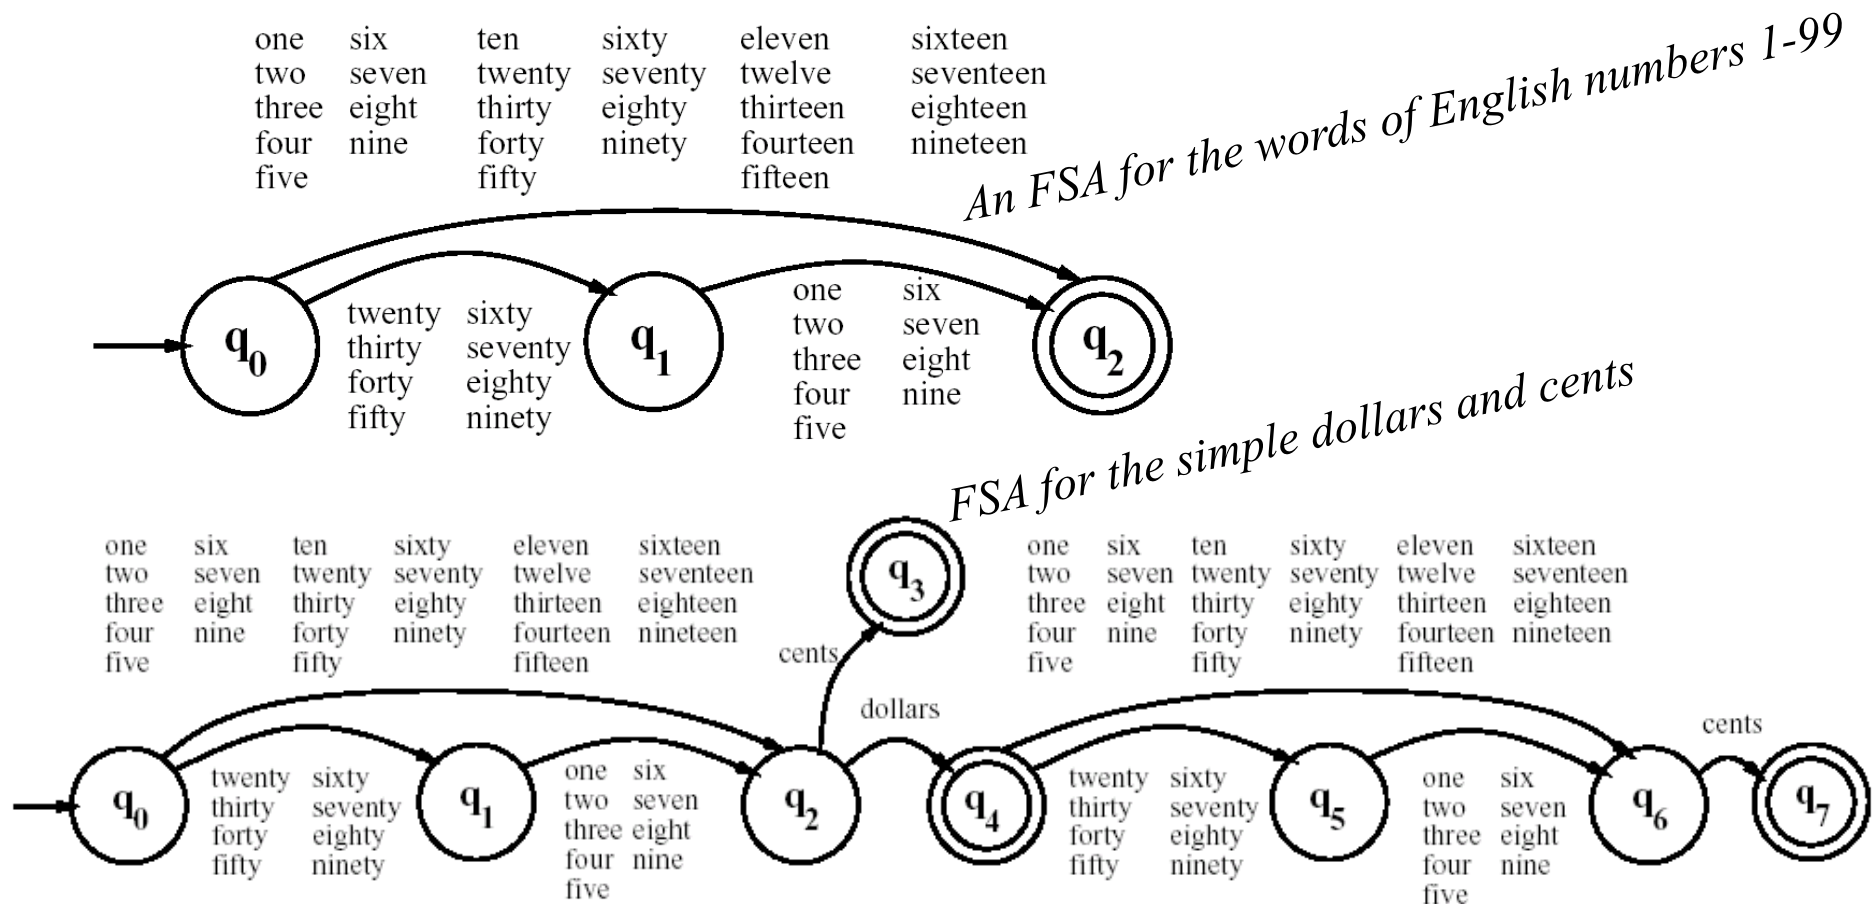 one six ten sixty eleven sixteen
two seven twenty seventy twelve seventeen
three eight thirty eighty thirteen eighteen
four nine forty ninety fourteen nineteen
five fifty fifteen
An FSA for the words of English numbers 1-99
q0
twenty sixty
thirty seventy
forty eighty
fifty ninety
q1
one six
two seven
three eight
four nine
five
q2
FSA for the simple dollars and cents
one six ten sixty eleven sixteen
two seven twenty seventy twelve seventeen
three eight thirty eighty thirteen eighteen
four nine forty ninety fourteen nineteen
five fifty fifteen
q3
cents
dollars
one six ten sixty eleven sixteen
two seven twenty seventy twelve seventeen
three eight thirty eighty thirteen eighteen
four nine forty ninety fourteen nineteen
five fifty fifteen
cents
q0
twenty sixty
thirty seventy
forty eighty
fifty ninety
q1
one six
two seven
three eight
four nine
five
q2
q4
twenty sixty
thirty seventy
forty eighty
fifty ninety
q5
one six
two seven
three eight
four nine
five
q6
q7